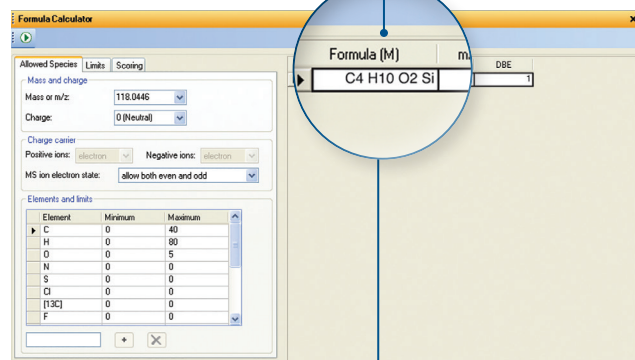 Formula Calculator
Allowed Species Limits Scoring
Mass and charge
Mass or m/z: 118.0446
Charge: 0 (Neutral)
Charge carrier
Positive ions: electron Negative ions: electron
MS ion electron state: allow both even and odd
Elements and limits
Element Minimum Maximum
C 0 40
H 0 80
O 0 5
N 0 0
S 0 0
Cl 0 0
[13C] 0 0
F 0 0
Formula (M) m. DBE
C4 H10 O2 Si 1